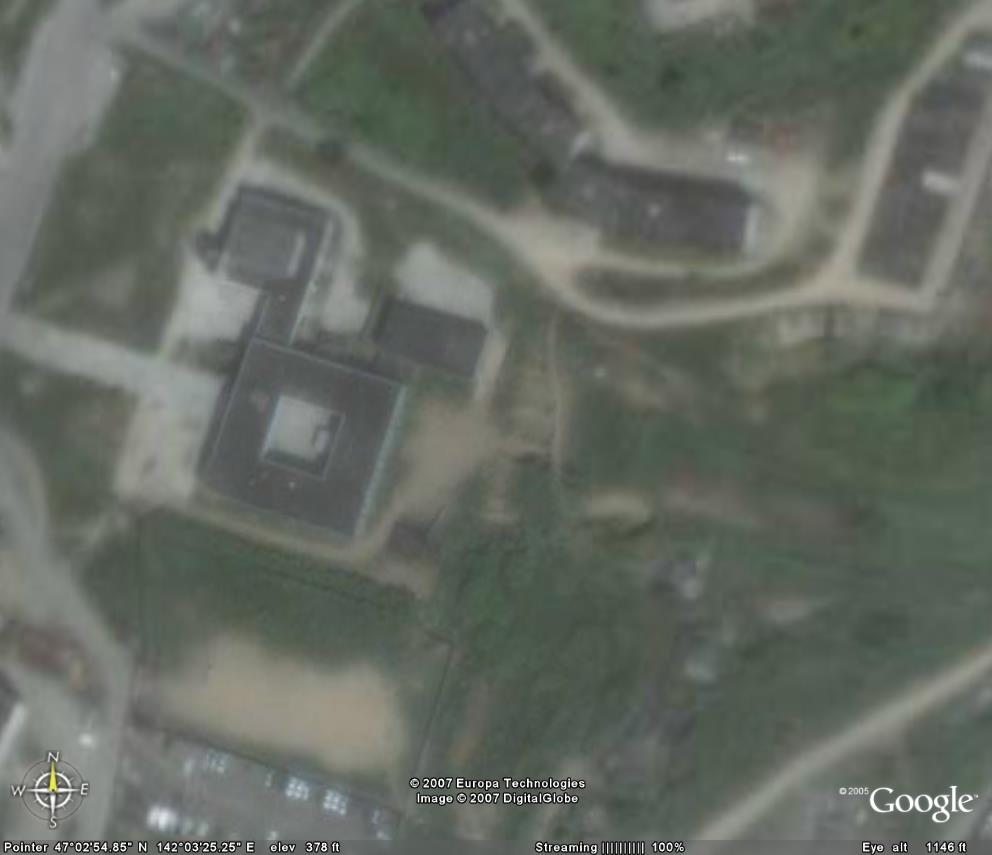 N
W E
S
© 2007 Europa Technologies
Image © 2007 DigitalGlobe
©2005 Google™
Pointer 47°02'54.85" N 142°03'25.25" E elev 378 ft Streaming ||||||||| 100% Eye alt 1146 ft